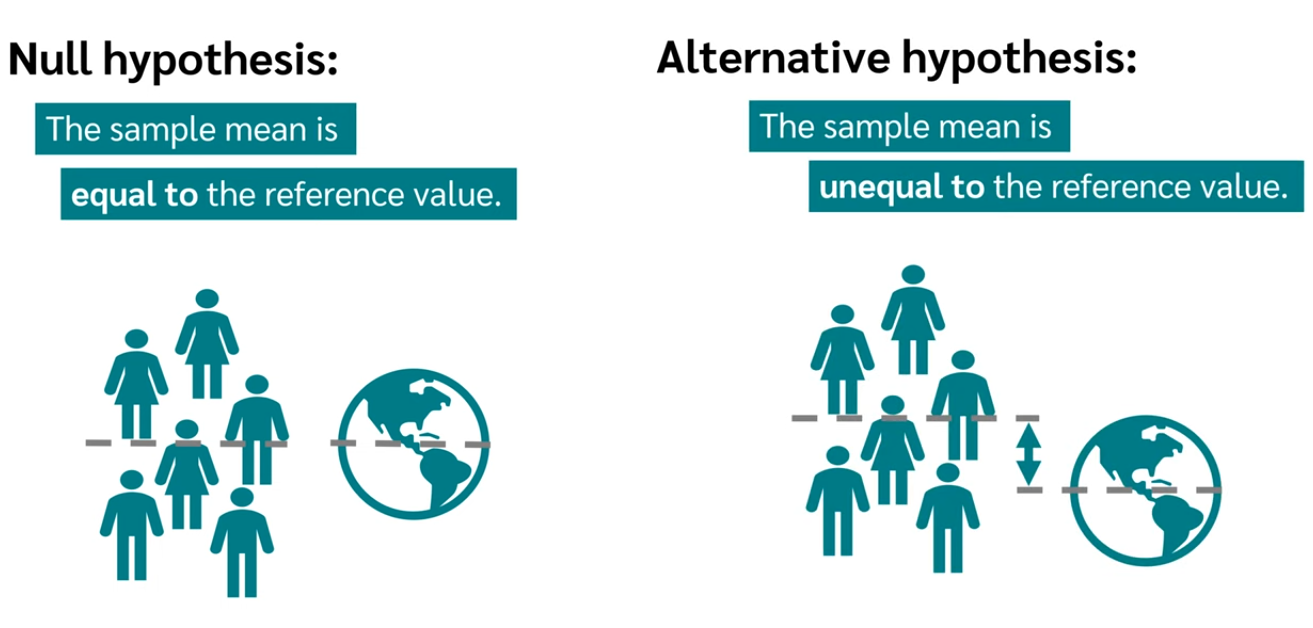 Null hypothesis:
The sample mean is
equal to the reference value.
Alternative hypothesis:
The sample mean is
unequal to the reference value.